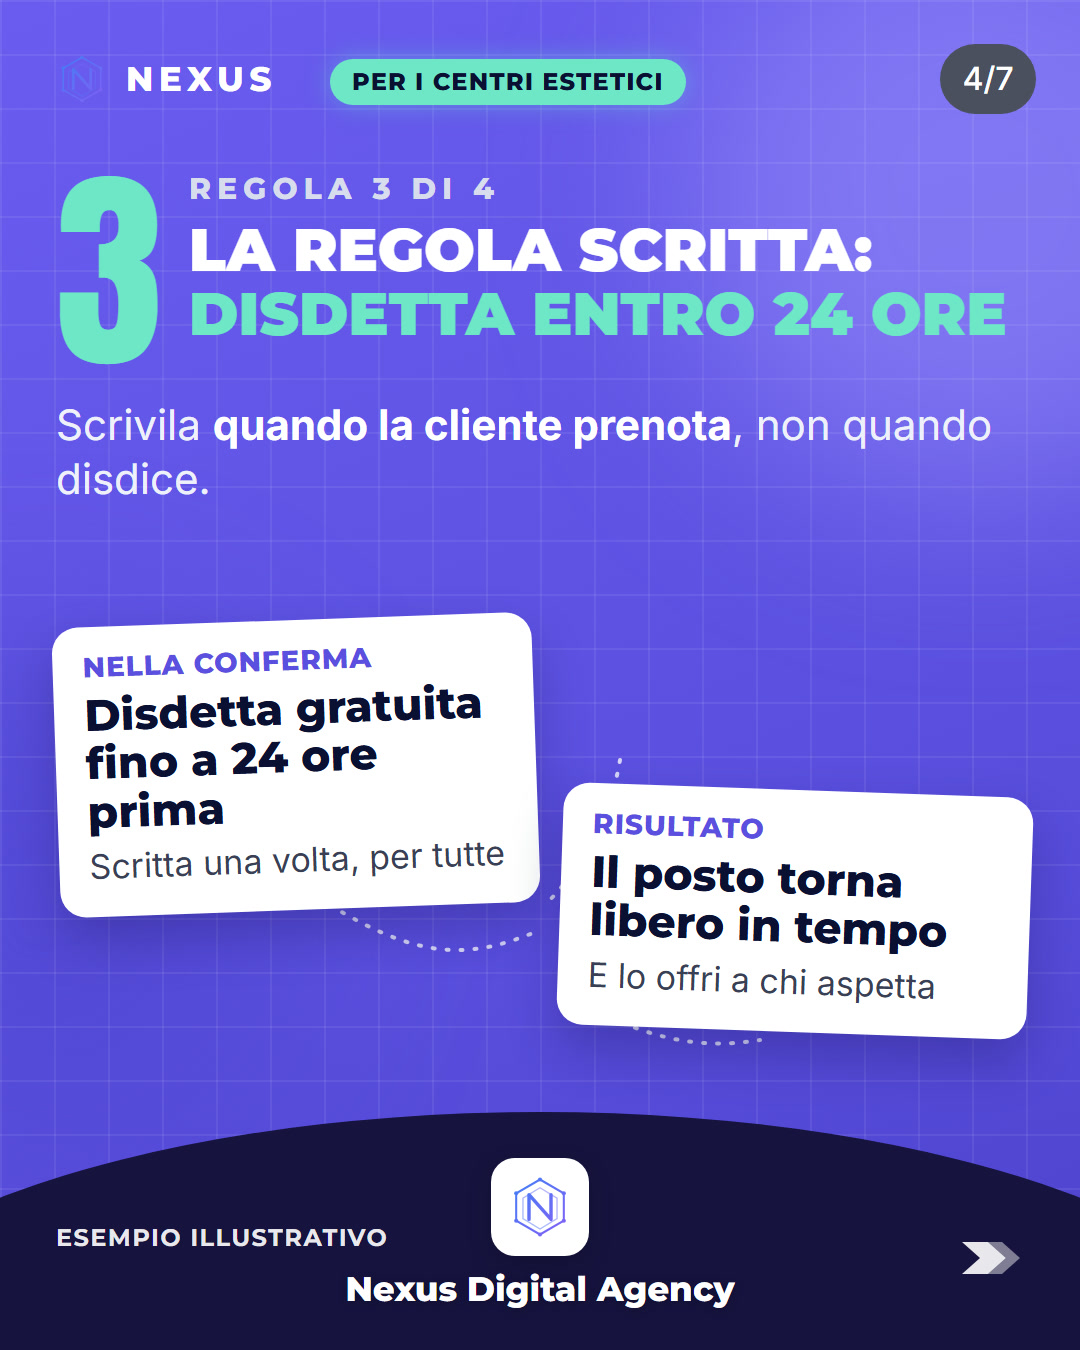 NEXUS
PER I CENTRI ESTETICI
4/7
3
REGOLA 3 DI 4
LA REGOLA SCRITTA:
DISDETTA ENTRO 24 ORE
Scrivila quando la cliente prenota, non quando
disdice.
NELLA CONFERMA
Disdetta gratuita
fino a 24 ore
prima
Scritta una volta, per tutte
RISULTATO
Il posto torna
libero in tempo
E lo offri a chi aspetta
ESEMPIO ILLUSTRATIVO
N
Nexus Digital Agency